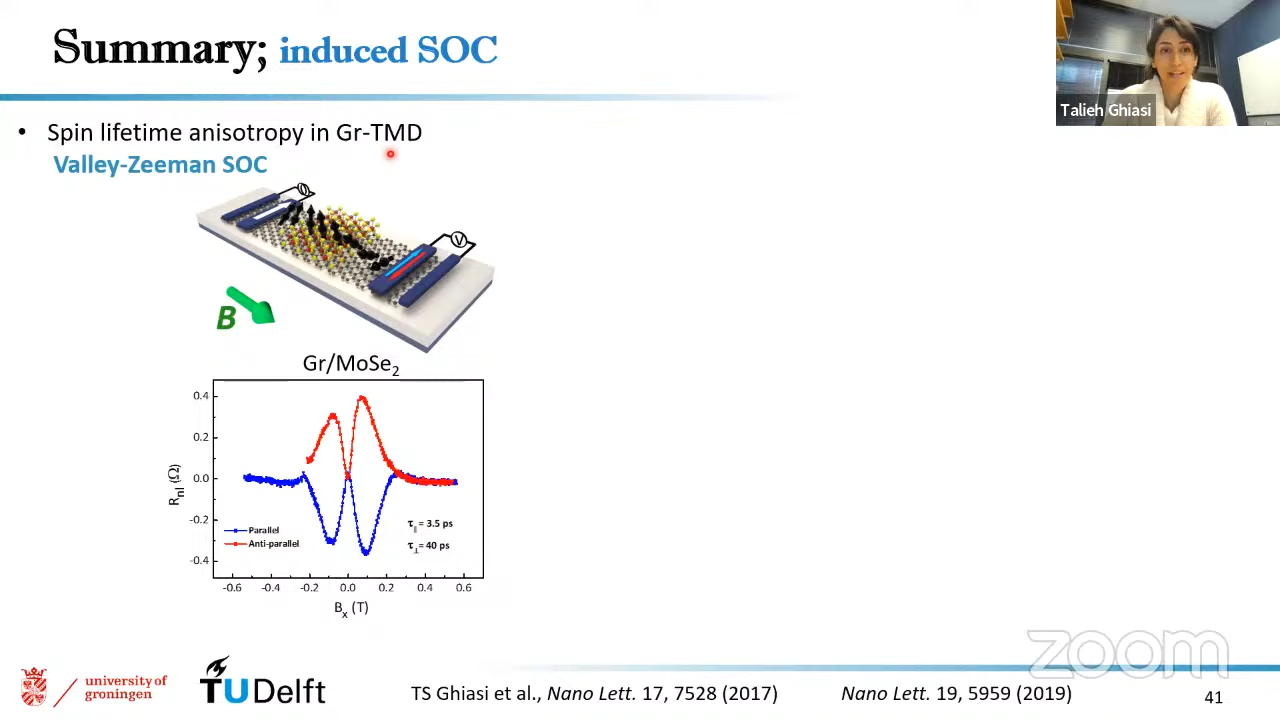 Summary; induced SOC
Talieh Ghiasi
• Spin lifetime anisotropy in Gr-TMD
Valley-Zeeman SOC
V
B
Gr/MoSe2
0.4
0.2
0.0
-0.2
-0.4
Rnl (Ω)
Parallel
Anti-parallel
τ∥ = 3.5 ps
τ⊥= 40 ps
-0.6 -0.4 -0.2 0.0 0.2 0.4 0.6
Bx (T)
zoom
university of
groningen
TUDelft
TS Ghiasi et al., Nano Lett. 17, 7528 (2017)
Nano Lett. 19, 5959 (2019)
41